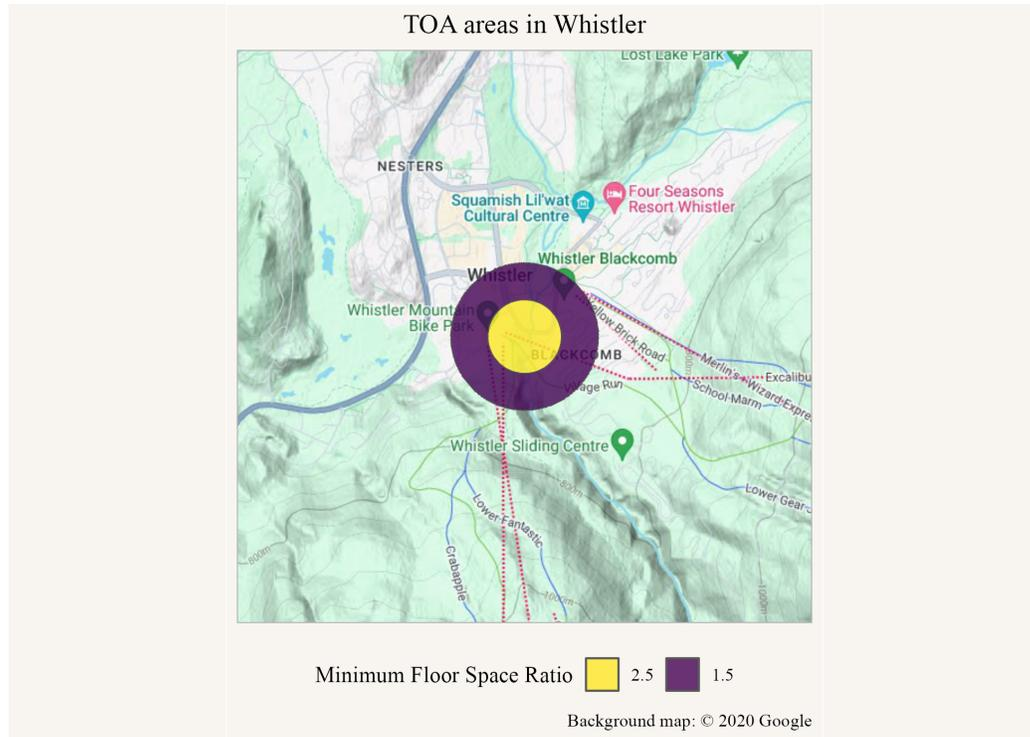 TOA areas in Whistler
Lost Lake Park
NESTERS
Squamish Lil'wat
Cultural Centre
Four Seasons
Resort Whistler
Whistler Blackcomb
Whistler
Whistler Mountain
Bike Park
Yellow Brick Road
BLACKCOMB
Village Run
Merlin's
Wizard Expre
Excalibu
School Marm
Whistler Sliding Centre
800m
Lower Gear
Lower Fantastic
Crabapple
800m
1000m
1000m
Minimum Floor Space Ratio 2.5 1.5
Background map: © 2020 Google